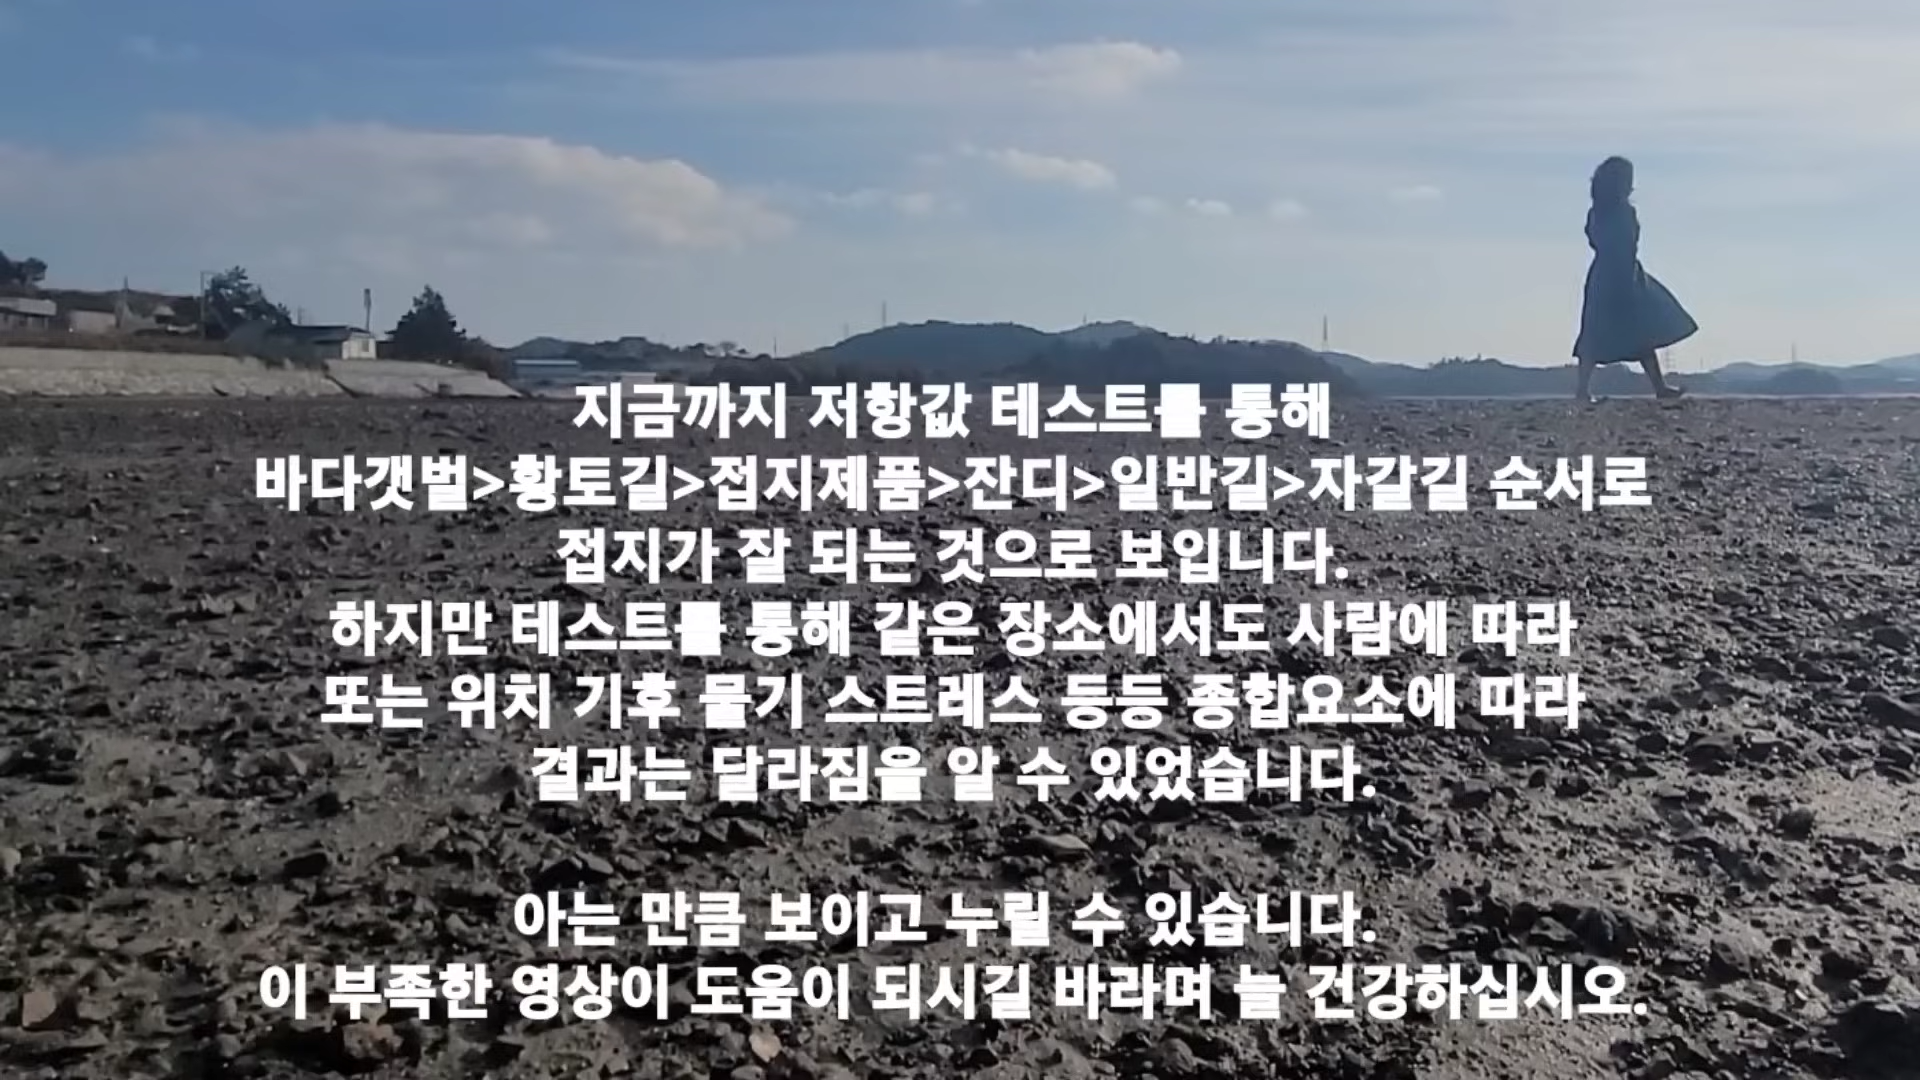 지금까지 저항값 테스트를 통해
바다갯벌>황토길>접지제품>잔디>일반길>자갈길 순서로
접지가 잘 되는 것으로 보입니다.
하지만 테스트를 통해 같은 장소에서도 사람에 따라
또는 위치 기후 물기 스트레스 등등 종합요소에 따라
결과는 달라짐을 알 수 있었습니다.
아는 만큼 보이고 누릴 수 있습니다.
이 부족한 영상이 도움이 되시길 바라며 늘 건강하십시오.